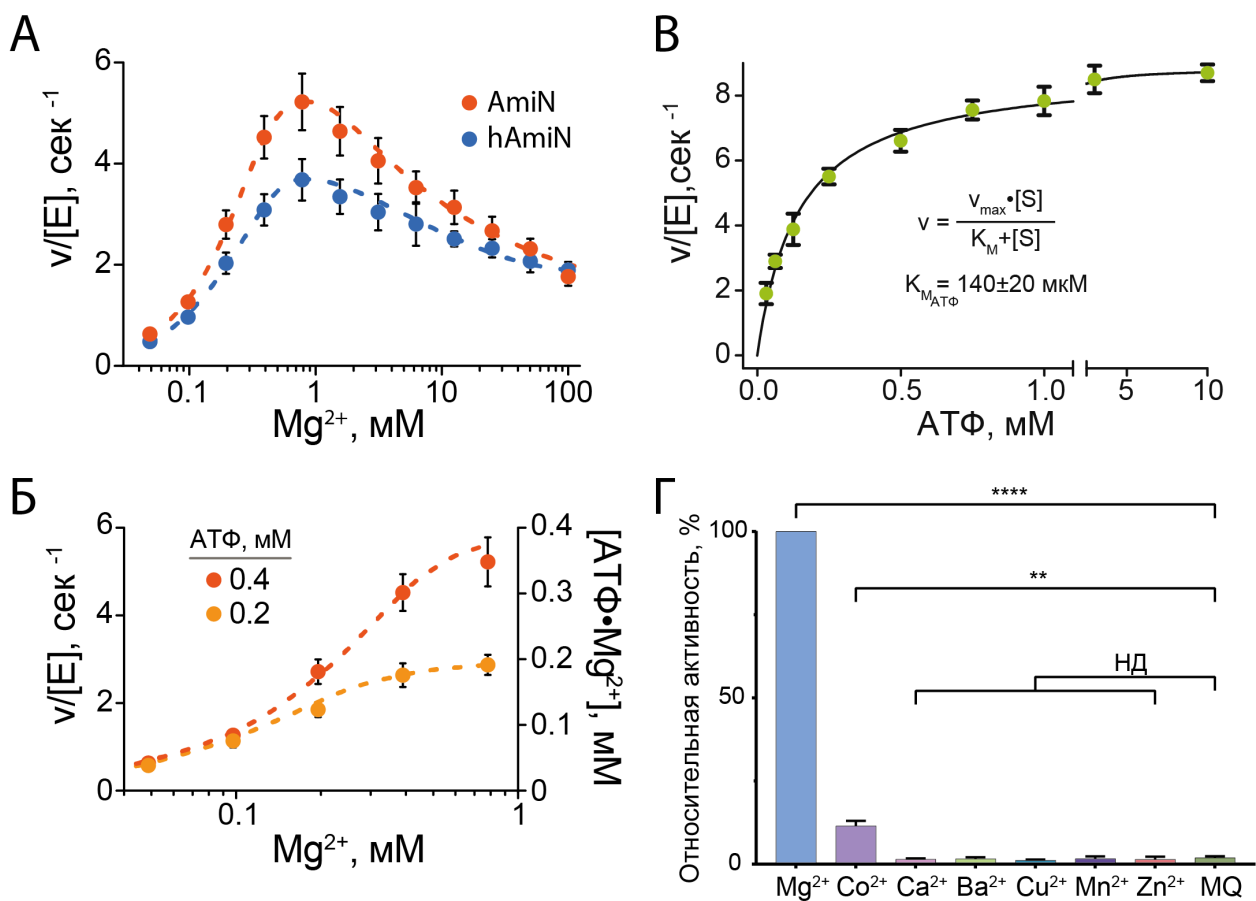 А
6
4
2
0
v/[E], сек ⁻¹
AmiN
hAmiN
0.1
1
10
100
Mg²⁺, мМ
В
8
6
4
2
0
v/[E],сек ⁻¹
v = vmax•[S] / KM+[S]
KMАТФ= 140±20 мкМ
0.0
0.5
1.0
5
10
АТФ, мМ
Б
6
4
2
0
v/[E], сек ⁻¹
АТФ, мМ
0.4
0.2
0.4
0.3
0.2
0.1
0
[АТФ•Mg²⁺], мМ
0.1
1
Mg²⁺, мМ
Г
Относительная активность, %
100
50
0
****
**
НД
Mg²⁺ Co²⁺ Ca²⁺ Ba²⁺ Cu²⁺ Mn²⁺ Zn²⁺ MQ